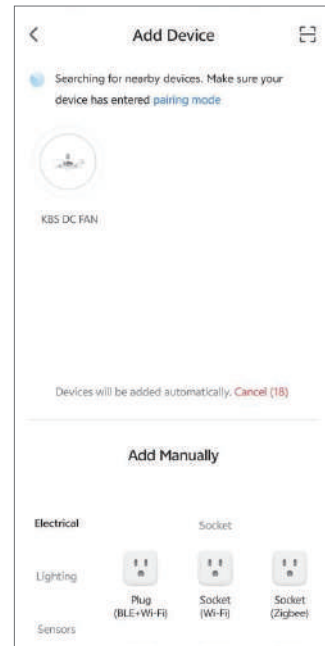 Add Device
Searching for nearby devices. Make sure your
device has entered pairing mode
KBS DC FAN
Devices will be added automatically. Cancel (18)
Add Manually
Electrical
Socket
Lighting
Plug
(BLE+Wi-Fi)
Socket
(Wi-Fi)
Socket
(Zigbee)
Sensors